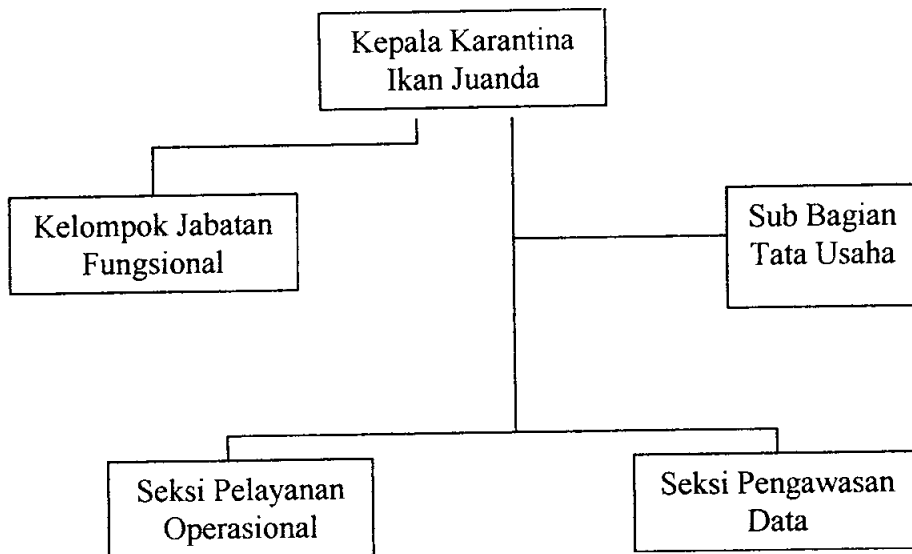 Kepala Karantina
Ikan Juanda
Kelompok Jabatan
Fungsional
Sub Bagian
Tata Usaha
Seksi Pelayanan
Operasional
Seksi Pengawasan
Data